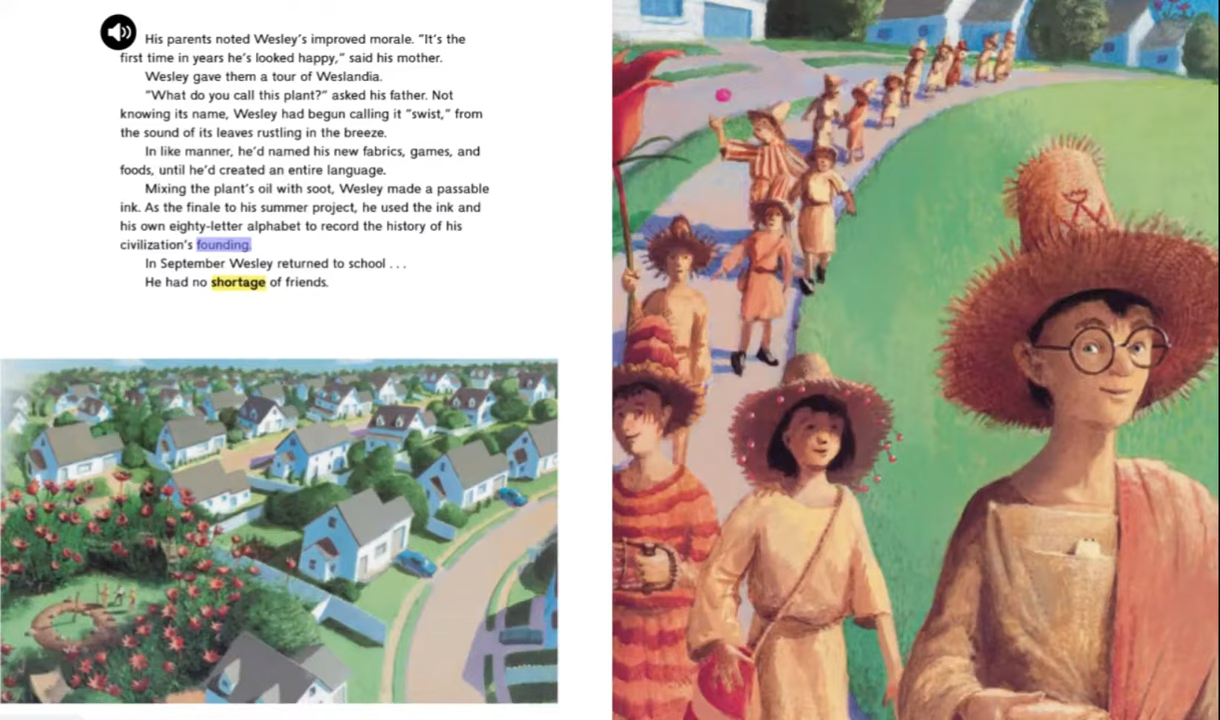 His parents noted Wesley's improved morale. "It's the
first time in years he's looked happy," said his mother.
Wesley gave them a tour of Weslandia.
"What do you call this plant?" asked his father. Not
knowing its name, Wesley had begun calling it "swist," from
the sound of its leaves rustling in the breeze.
In like manner, he'd named his new fabrics, games, and
foods, until he'd created an entire language.
Mixing the plant's oil with soot, Wesley made a passable
ink. As the finale to his summer project, he used the ink and
his own eighty-letter alphabet to record the history of his
civilization's founding.
In September Wesley returned to school . . .
He had no shortage of friends.